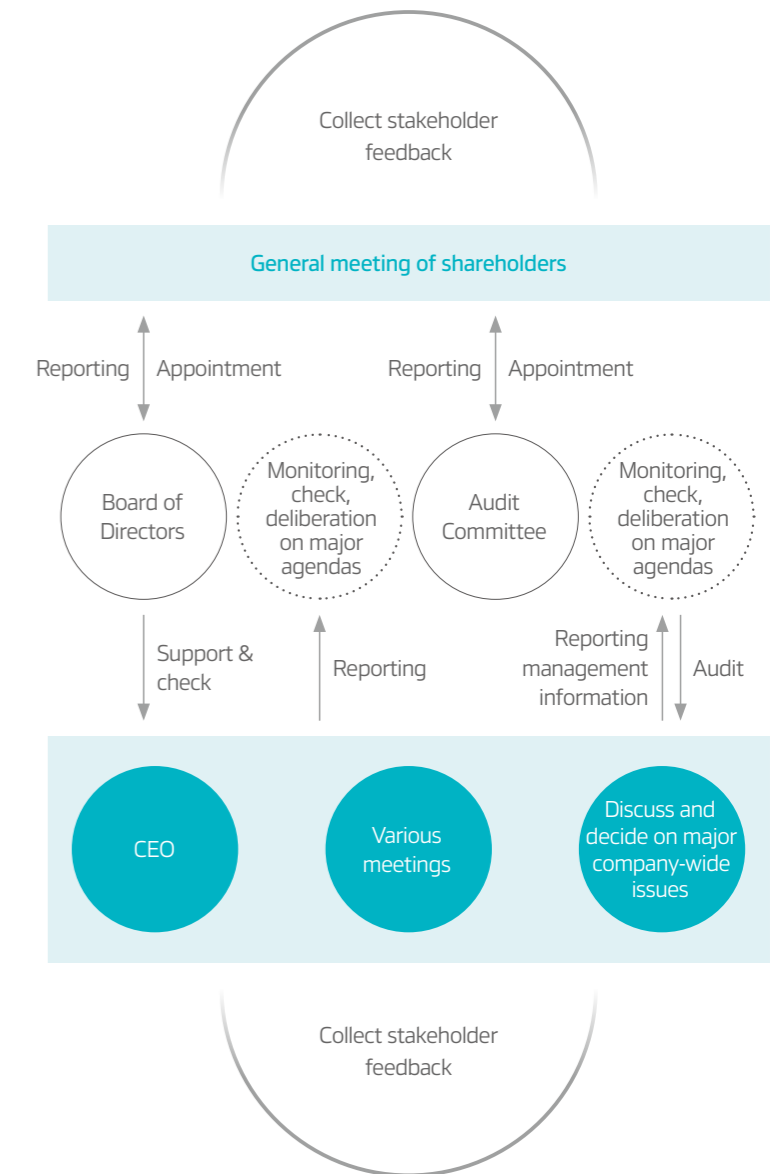 Collect stakeholder
feedback
General meeting of shareholders
Reporting
Appointment
Reporting
Appointment
Board of
Directors
Monitoring,
check,
deliberation
on major
agendas
Audit
Committee
Monitoring,
check,
deliberation
on major
agendas
Support &
check
Reporting
Reporting
management
information
Audit
CEO
Various
meetings
Discuss and
decide on major
company-wide
issues
Collect stakeholder
feedback